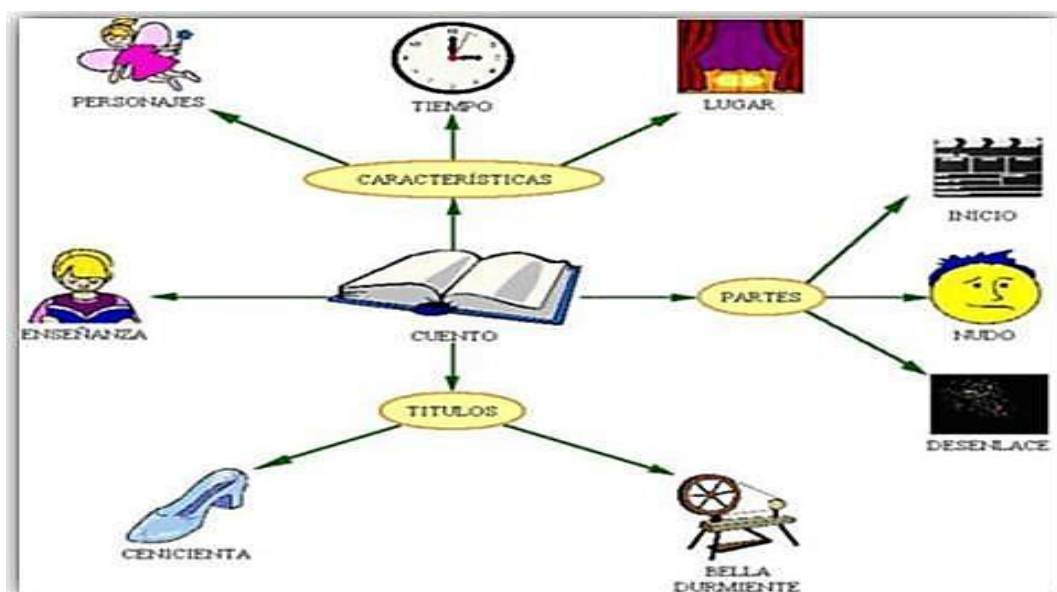 PERSONAJES
TIEMPO
LUGAR
CARACTERÍSTICAS
INICIO
ENSEÑANZA
CUENTO
PARTES
NUDO
TITULOS
DESENLACE
CENICIENTA
BELLA
DURMIENTE